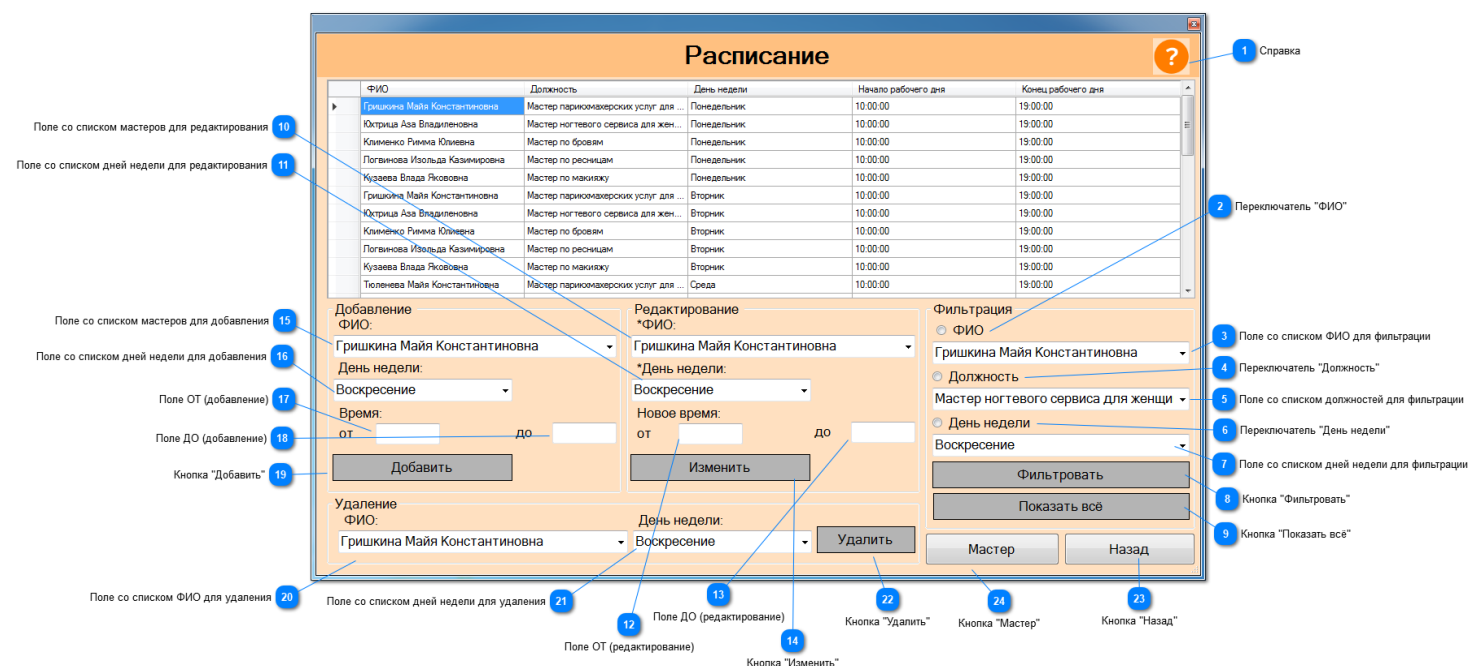 Расписание
1 Справка
ФИО Должность День недели Начало рабочего дня Конец рабочего дня
Гришкина Майя Константиновна Мастер парикмахерских услуг для ... Понедельник 10:00:00 19:00:00
Юхтрица Аза Владиленовна Мастер ногтевого сервиса для жен... Понедельник 10:00:00 19:00:00
Клименко Римма Юлиевна Мастер по бровям Понедельник 10:00:00 19:00:00
Логвинова Изольда Казимировна Мастер по ресницам Понедельник 10:00:00 19:00:00
Кузаева Влада Якововна Мастер по макияжу Понедельник 10:00:00 19:00:00
Гришкина Майя Константиновна Мастер парикмахерских услуг для ... Вторник 10:00:00 19:00:00
Юхтрица Аза Владиленовна Мастер ногтевого сервиса для жен... Вторник 10:00:00 19:00:00
Клименко Римма Юлиевна Мастер по бровям Вторник 10:00:00 19:00:00
Логвинова Изольда Казимировна Мастер по ресницам Вторник 10:00:00 19:00:00
Кузаева Влада Якововна Мастер по макияжу Вторник 10:00:00 19:00:00
Тюленева Майя Константиновна Мастер парикмахерских услуг для ... Среда 10:00:00 19:00:00
Поле со списком мастеров для редактирования 10
Поле со списком дней недели для редактирования 11
2 Переключатель "ФИО"
Добавление
ФИО:
Гришкина Майя Константиновна
День недели:
Воскресение
Время:
от до
Добавить
Редактирование
*ФИО:
Гришкина Майя Константиновна
*День недели:
Воскресение
Новое время:
от до
Изменить
Фильтрация
ФИО
Гришкина Майя Константиновна
Должность
Мастер ногтевого сервиса для женщи
День недели
Воскресение
Фильтровать
Показать всё
Удаление
ФИО:
Гришкина Майя Константиновна
День недели:
Воскресение
Удалить
Мастер
Назад
Поле со списком мастеров для добавления 15
Поле со списком дней недели для добавления 16
Поле ОТ (добавление) 17
Поле ДО (добавление) 18
Кнопка "Добавить" 19
3 Поле со списком ФИО для фильтрации
4 Переключатель "Должность"
5 Поле со списком должностей для фильтрации
6 Переключатель "День недели"
7 Поле со списком дней недели для фильтрации
8 Кнопка "Фильтровать"
9 Кнопка "Показать всё"
Поле со списком ФИО для удаления 20
Поле со списком дней недели для удаления 21
12
Поле ОТ (редактирование)
13
Поле ДО (редактирование)
14
Кнопка "Изменить"
22
Кнопка "Удалить"
24
Кнопка "Мастер"
23
Кнопка "Назад"